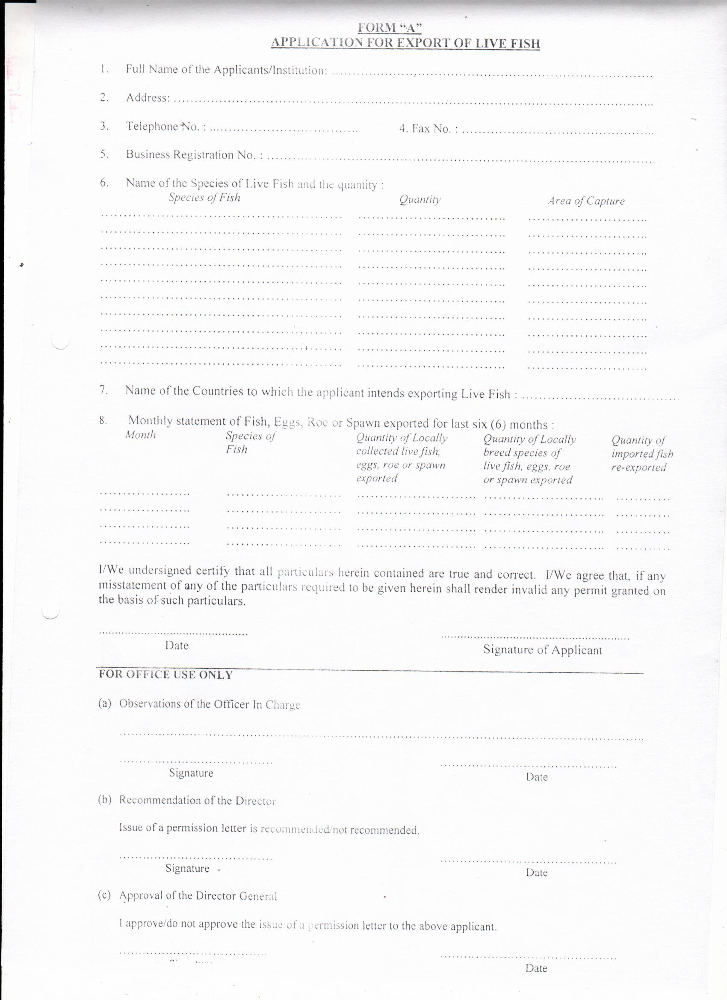 FORM “A”
APPLICATION FOR EXPORT OF LIVE FISH
1. Full Name of the Applicants/Institution: ..........................................................................................
2. Address: ..........................................................................................
3. Telephone No. : .......................................... 4. Fax No. : ..........................................
5. Business Registration No. : ..........................................................................................
6. Name of the Species of Live Fish and the quantity :
Species of Fish Quantity Area of Capture
7. Name of the Countries to which the applicant intends exporting Live Fish : ..........................................
8. Monthly statement of Fish, Eggs, Roe or Spawn exported for last six (6) months :
Month Species of Quantity of Locally Quantity of Locally Quantity of
Fish collected live fish, breed species of imported fish
eggs, roe or spawn live fish, eggs, roe re-exported
exported or spawn exported
I/We undersigned certify that all particulars herein contained are true and correct. I/We agree that, if any
misstatement of any of the particulars required to be given herein shall render invalid any permit granted on
the basis of such particulars.
Date Signature of Applicant
FOR OFFICE USE ONLY
(a) Observations of the Officer In Charge
Signature Date
(b) Recommendation of the Director
Issue of a permission letter is recommended/not recommended.
Signature Date
(c) Approval of the Director General
I approve/do not approve the issue of a permission letter to the above applicant.
Date